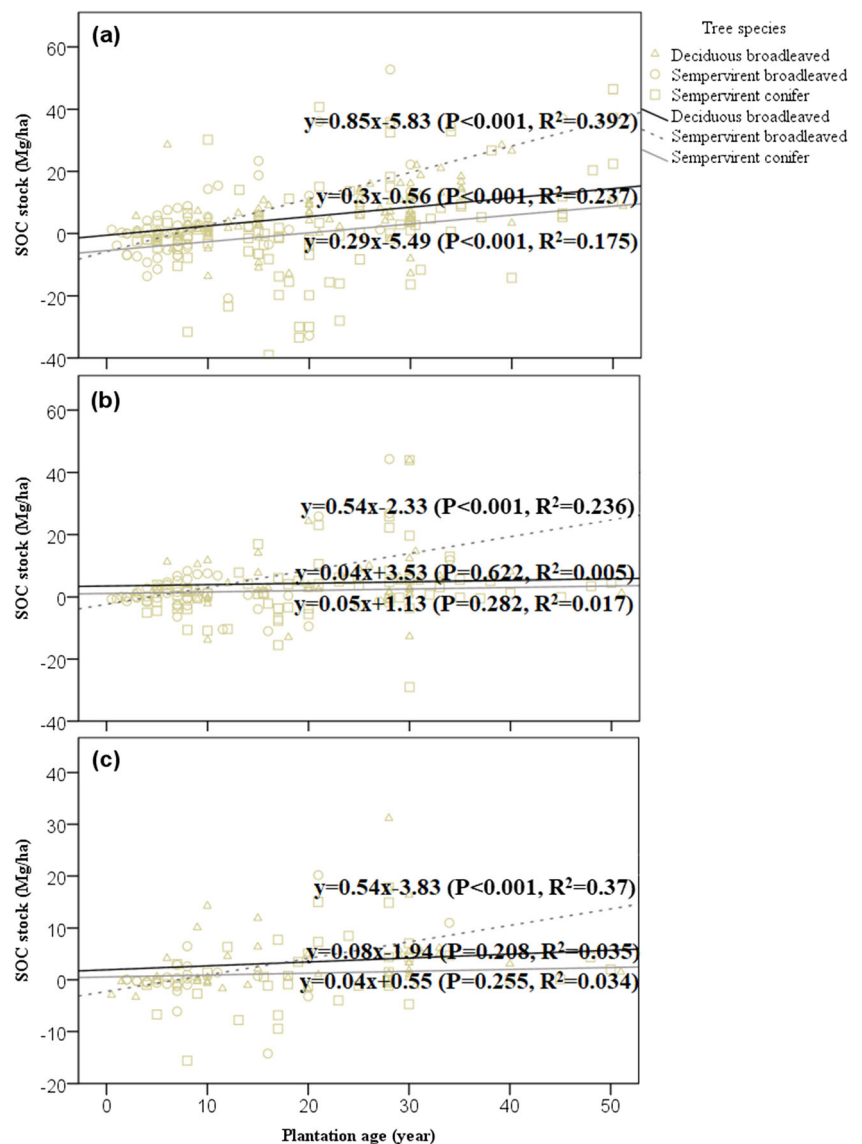 (a)
60
40
20
0
-20
-40
SOC stock (Mg/ha)
y=0.85x-5.83 (P<0.001, R²=0.392)
y=0.3x-0.56 (P<0.001, R²=0.237)
y=0.29x-5.49 (P<0.001, R²=0.175)
Tree species
Deciduous broadleaved
Sempervirent broadleaved
Sempervirent conifer
Deciduous broadleaved
Sempervirent broadleaved
Sempervirent conifer
(b)
60
40
20
0
-20
-40
SOC stock (Mg/ha)
y=0.54x-2.33 (P<0.001, R²=0.236)
y=0.04x+3.53 (P=0.622, R²=0.005)
y=0.05x+1.13 (P=0.282, R²=0.017)
(c)
40
30
20
10
0
-10
-20
SOC stock (Mg/ha)
y=0.54x-3.83 (P<0.001, R²=0.37)
y=0.08x-1.94 (P=0.208, R²=0.035)
y=0.04x+0.55 (P=0.255, R²=0.034)
0 10 20 30 40 50
Plantation age (year)